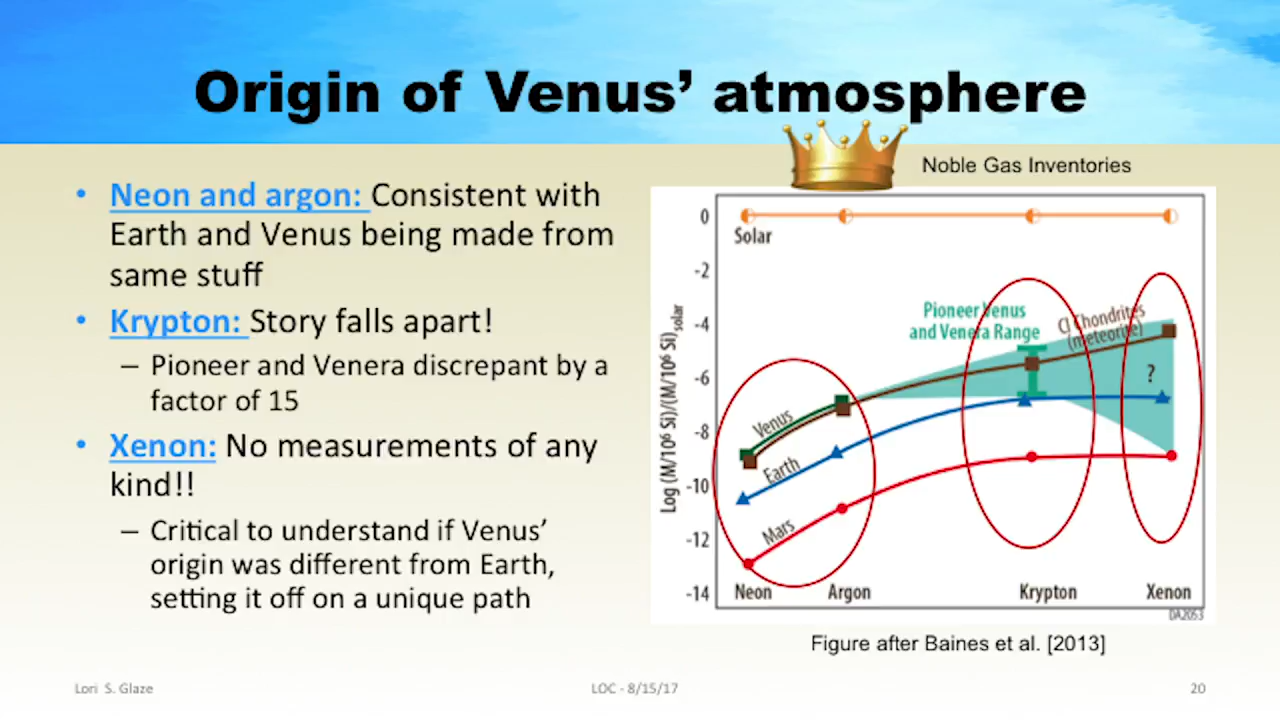 Origin of Venus’ atmosphere
• Neon and argon: Consistent with
Earth and Venus being made from
same stuff
• Krypton: Story falls apart!
– Pioneer and Venera discrepant by a
factor of 15
• Xenon: No measurements of any
kind!!
– Critical to understand if Venus’
origin was different from Earth,
setting it off on a unique path
Noble Gas Inventories
Log (M/10⁶ Si)/(M/10⁶ Si)solar
0
-2
-4
-6
-8
-10
-12
-14
Solar
Pioneer Venus
and Venera Range
CI Chondrites
(meteorite)
?
Venus
Earth
Mars
Neon
Argon
Krypton
Xenon
DA2053
Figure after Baines et al. [2013]
Lori S. Glaze
LOC - 8/15/17
20